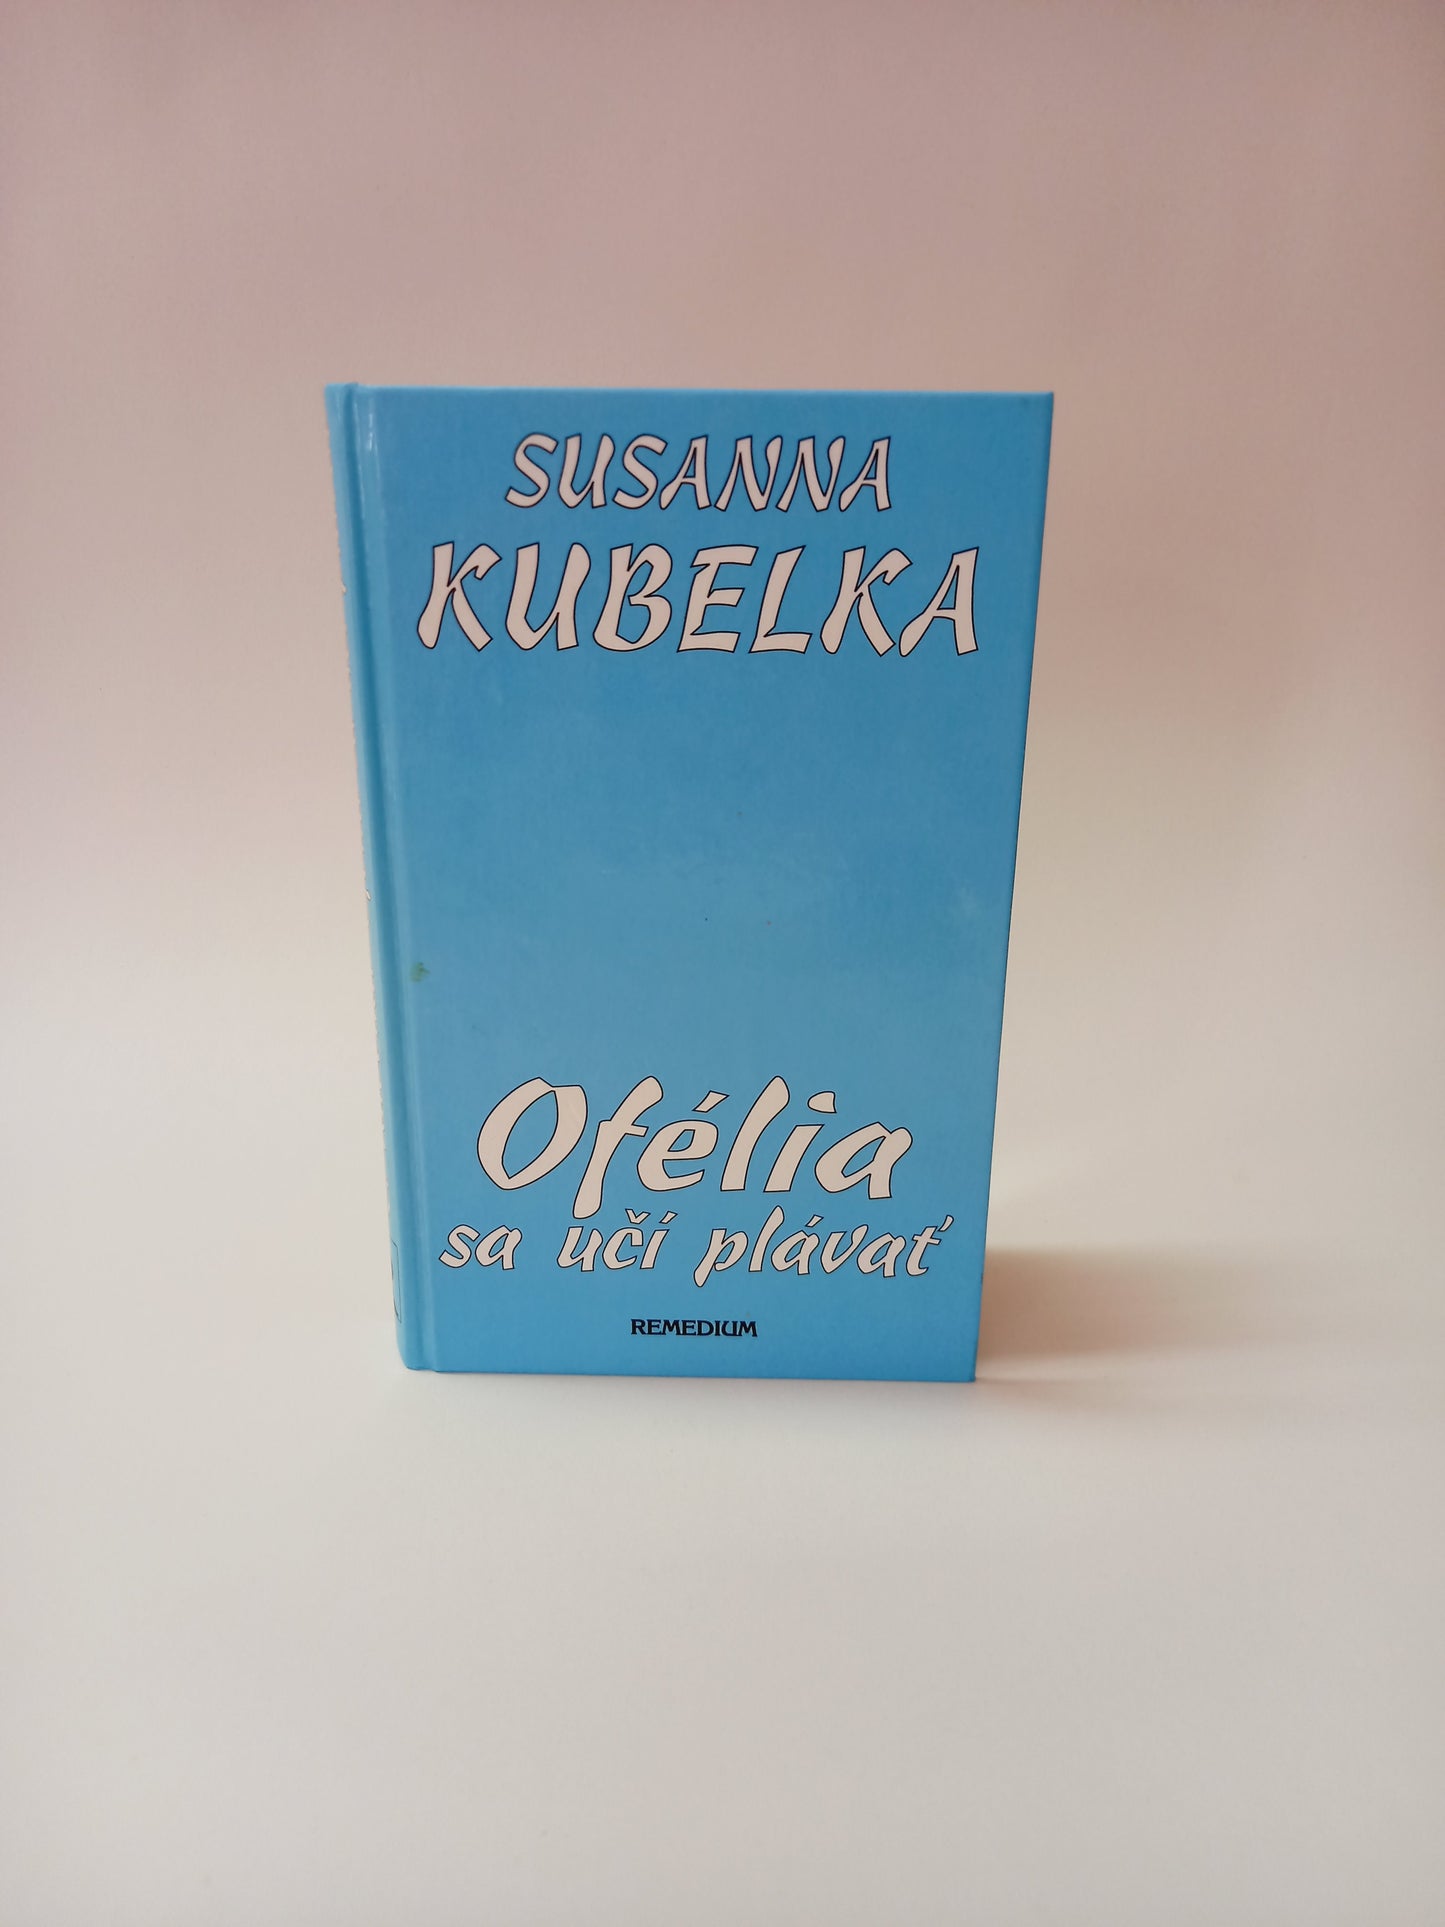 SUSANNA
KUBELKA
Ofélia
sa učí plávať
REMEDIUM